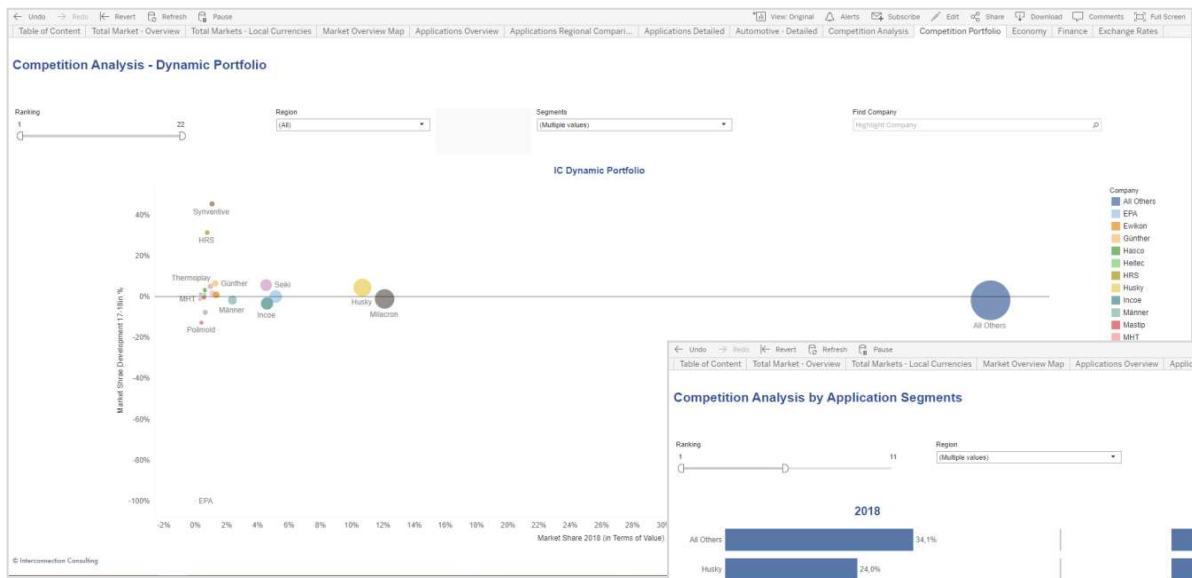 Undo Redo Revert Refresh Pause View: Original Alerts Subscribe Edit Share Download Comments Full Screen
Table of Content Total Market - Overview Total Markets - Local Currencies Market Overview Map Applications Overview Applications Regional Compari... Applications Detailed Automotive - Detailed Competition Analysis Competition Portfolio Economy Finance Exchange Rates
Competition Analysis - Dynamic Portfolio
Ranking Region Segments Find Company
1 22 (All) (Multiple values) Highlight Company
IC Dynamic Portfolio
Company
All Others
EPA
Ewikon
Günther
Hasco
Heitec
HRS
Husky
Incoe
Männer
Mastip
MHT
Market Shrae Development 17-18in %
40%
20%
0%
-20%
-40%
-60%
-80%
-100%
Synventive
HRS
Thermoplay
Günther
Seiki
MHT
Männer
Incoe
Husky
Milacron
All Others
Polimold
EPA
-2% 0% 2% 4% 6% 8% 10% 12% 14% 16% 18% 20% 22% 24% 26% 28% 30%
Market Share 2018 (in Terms of Value)
© Interconnection Consulting
Undo Redo Revert Refresh Pause
Table of Content Total Market - Overview Total Markets - Local Currencies Market Overview Map Applications Overview Applic
Competition Analysis by Application Segments
Ranking Region
1 11 (Multiple values)
2018
All Others 34,1%
Husky 24,0%